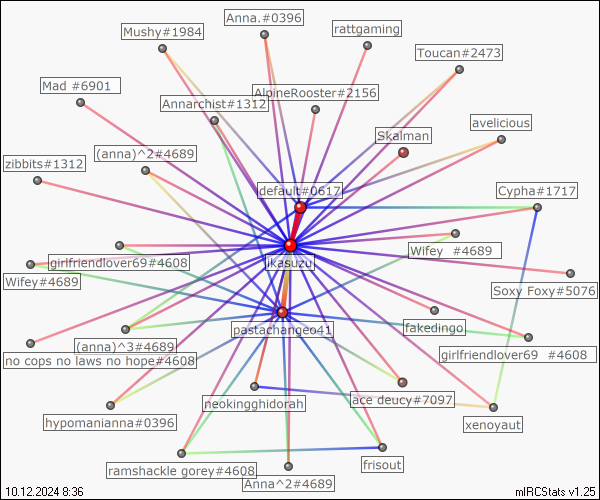 Anna.#0396
Mushy#1984
rattgaming
Toucan#2473
Mad #6901
AlpineRooster#2156
Annarchist#1312
avelicious
Skalman
(anna)^2#4689
zibbits#1312
default#0617
Cypha#1717
Wifey #4689
girlfriendlover69#4608
ikasuzu
Wifey#4689
Soxy Foxy#5076
pastachangeo41
fakedingo
(anna)^3#4689
girlfriendlover69 #4608
no cops no laws no hope#4608
neokingghidorah
ace deucy#7097
hypomanianna#0396
xenoyaut
ramshackle gorey#4608
frisout
Anna^2#4689
10.12.2024 8:36
mIRCStats v1.25